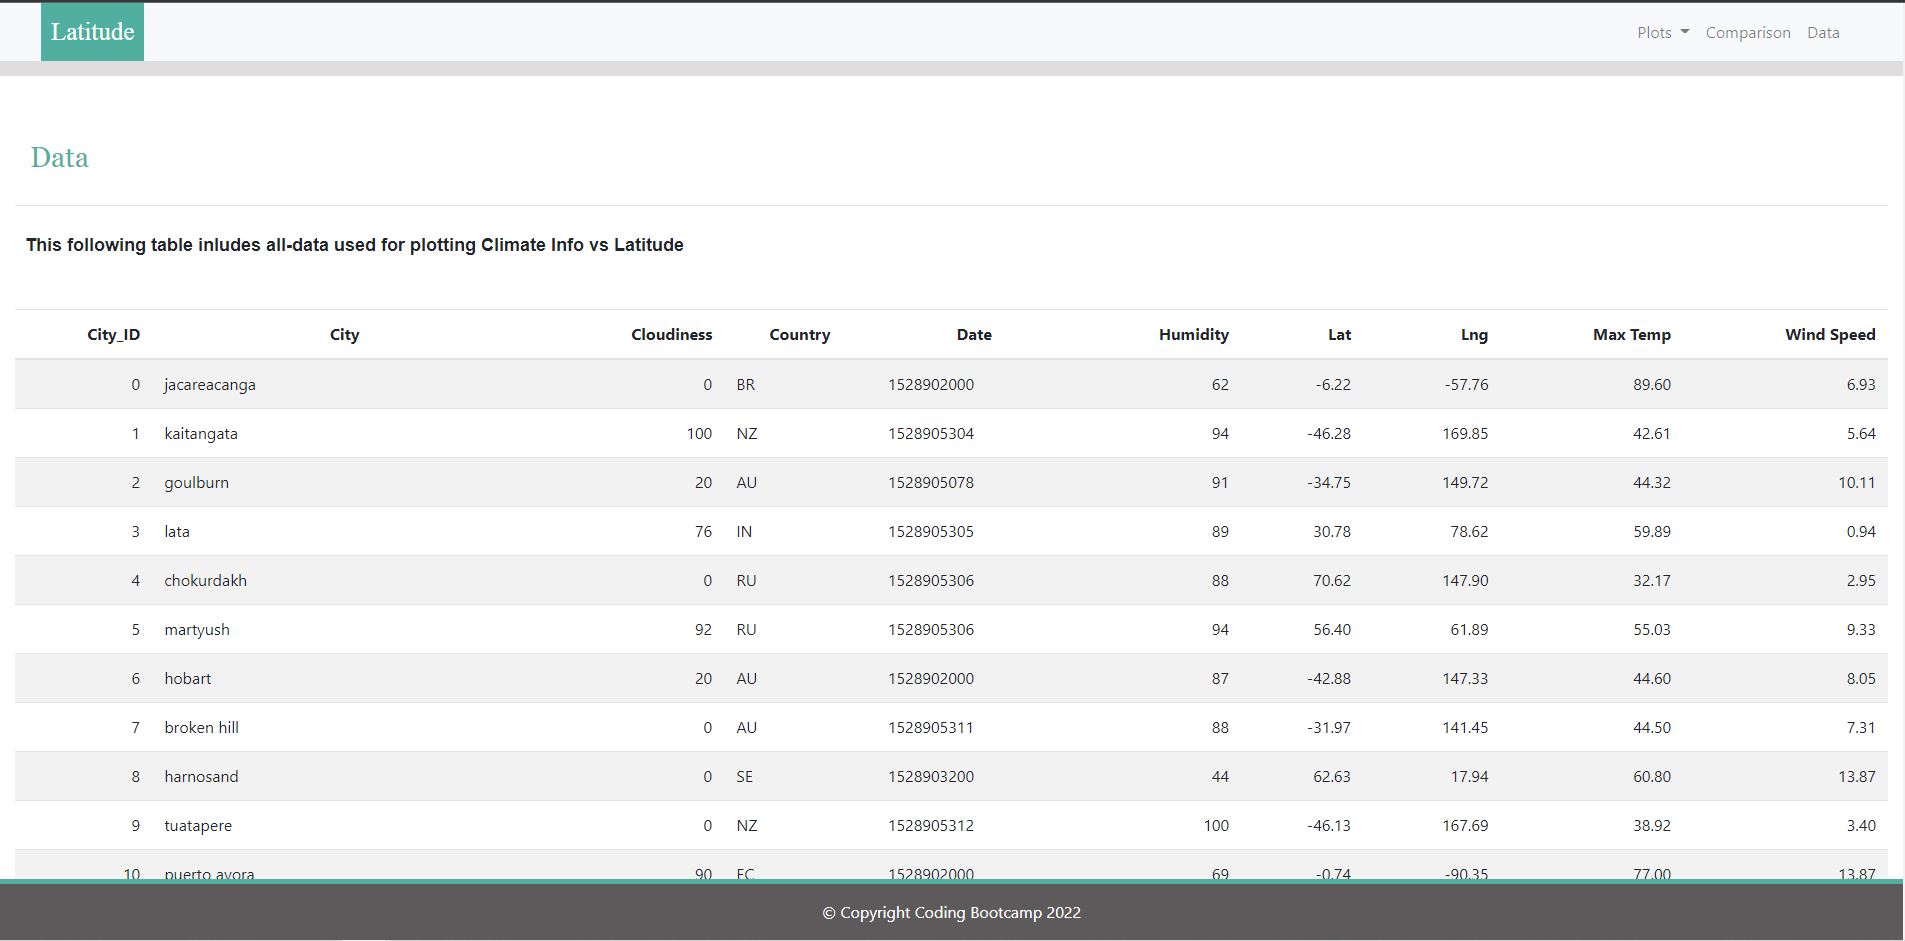 Latitude Plots Comparison Data
Data
This following table inludes all-data used for plotting Climate Info vs Latitude
City_ID City Cloudiness Country Date Humidity Lat Lng Max Temp Wind Speed
0 jacareacanga 0 BR 1528902000 62 -6.22 -57.76 89.60 6.93
1 kaitangata 100 NZ 1528905304 94 -46.28 169.85 42.61 5.64
2 goulburn 20 AU 1528905078 91 -34.75 149.72 44.32 10.11
3 lata 76 IN 1528905305 89 30.78 78.62 59.89 0.94
4 chokurdakh 0 RU 1528905306 88 70.62 147.90 32.17 2.95
5 martyush 92 RU 1528905306 94 56.40 61.89 55.03 9.33
6 hobart 20 AU 1528902000 87 -42.88 147.33 44.60 8.05
7 broken hill 0 AU 1528905311 88 -31.97 141.45 44.50 7.31
8 harnosand 0 SE 1528903200 44 62.63 17.94 60.80 13.87
9 tuatapere 0 NZ 1528905312 100 -46.13 167.69 38.92 3.40
10 puerto ayora 90 EC 1528902000 69 -0.74 -90.35 77.00 13.87
© Copyright Coding Bootcamp 2022